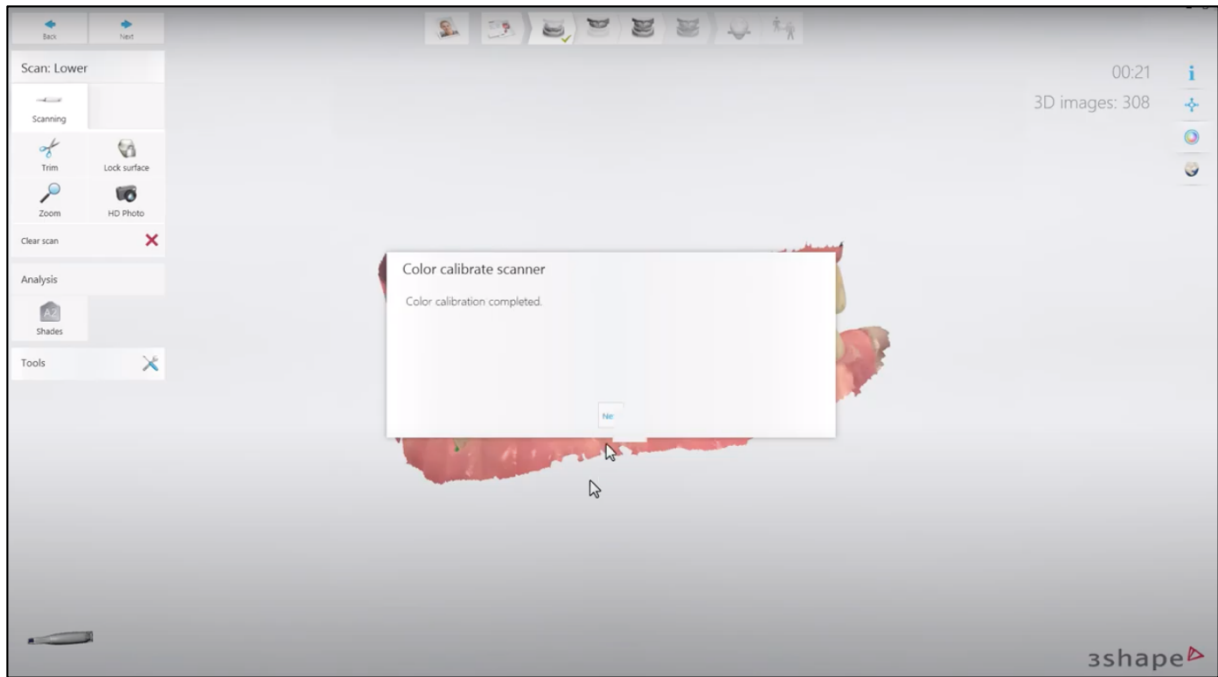 Back
Next
Scan: Lower
Scanning
Trim
Lock surface
Zoom
HD Photo
Clear scan
Analysis
A2
Shades
Tools
00:21
3D images: 308
Color calibrate scanner
Color calibration completed.
3shape